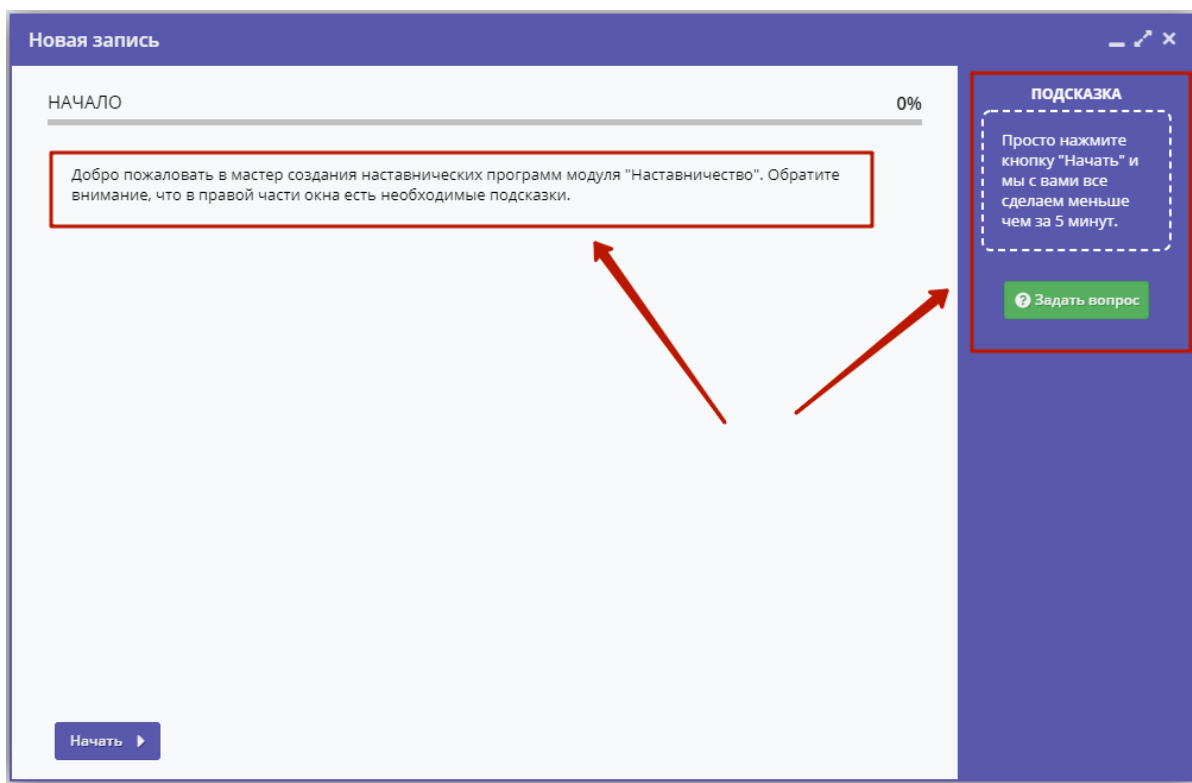 Новая запись
НАЧАЛО
0%
Добро пожаловать в мастер создания наставнических программ модуля "Наставничество". Обратите
внимание, что в правой части окна есть необходимые подсказки.
Начать
ПОДСКАЗКА
Просто нажмите
кнопку "Начать" и
мы с вами все
сделаем меньше
чем за 5 минут.
Задать вопрос